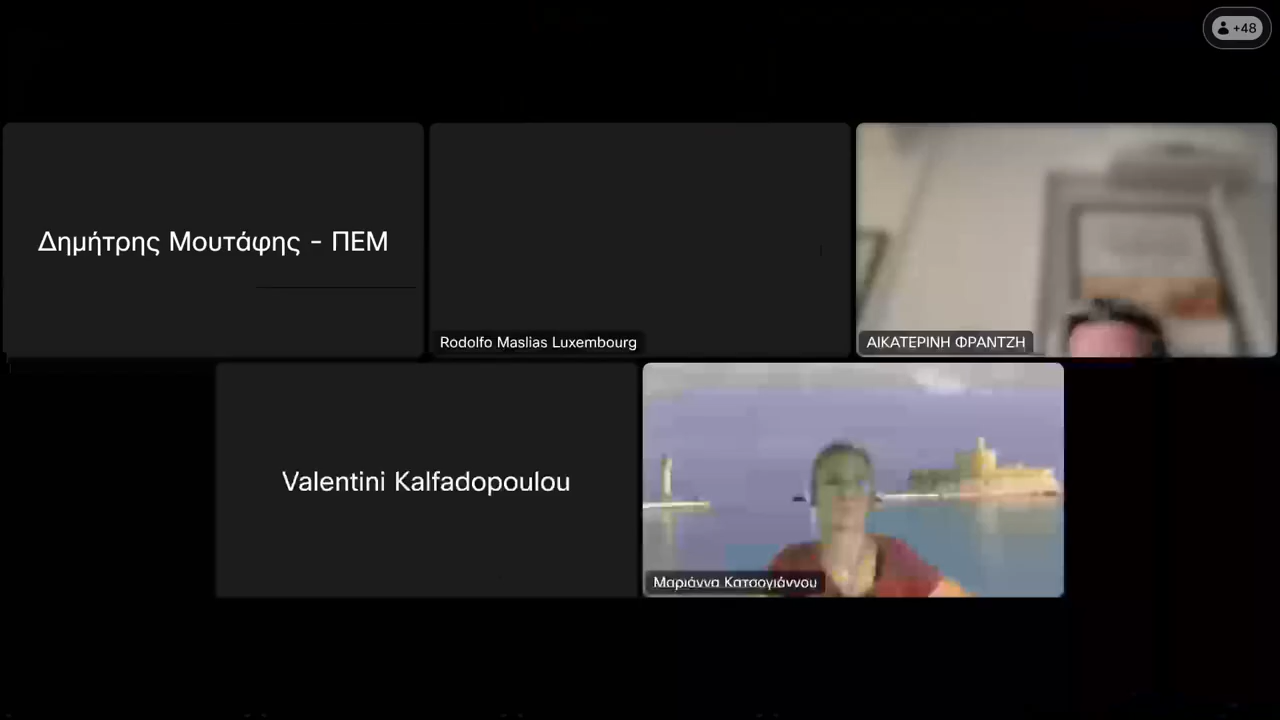 +48
Δημήτρης Μουτάφης - ΠΕΜ
Rodolfo Maslias Luxembourg
ΑΙΚΑΤΕΡΙΝΗ ΦΡΑΝΤΖΗ
Valentini Kalfadopoulou
Μαριάννα Κατσογιάννου